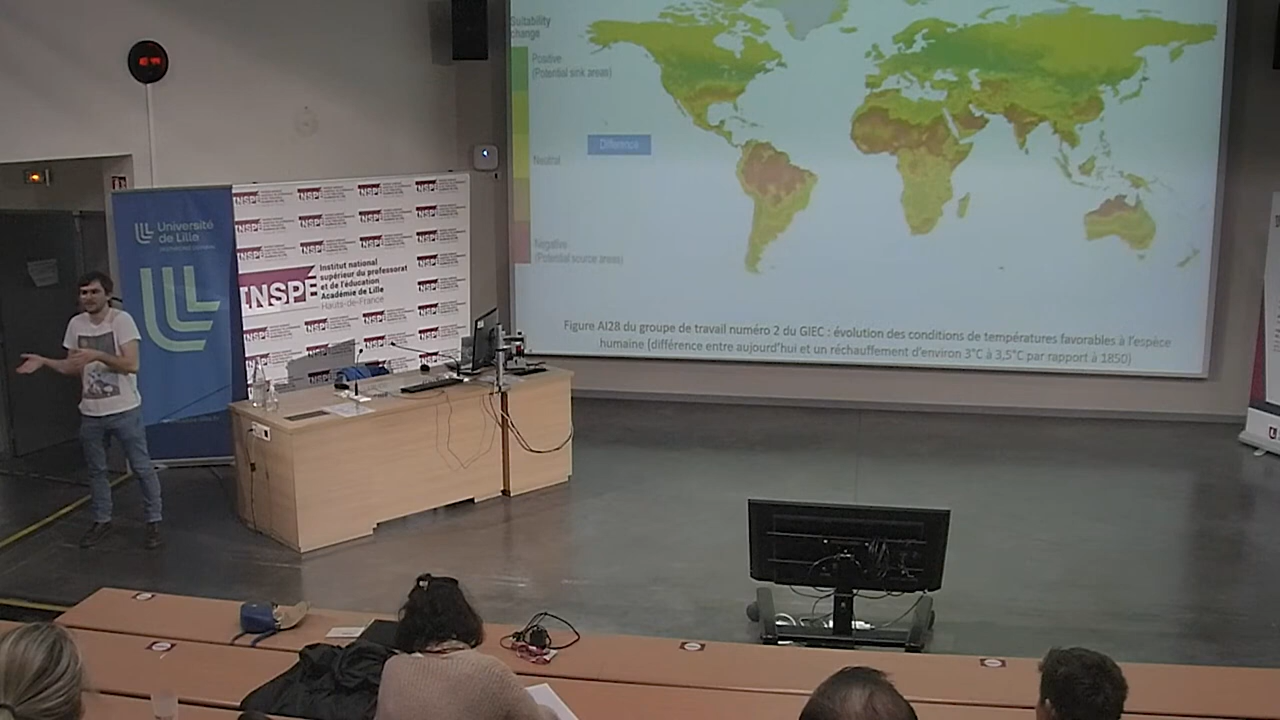 Suitability
change
Positive
(Potential sink areas)
Différence
Neutral
Negative
(Potential source areas)
Figure AI28 du groupe de travail numéro 2 du GIEC : évolution des conditions de températures favorables à l'espèce
humaine (différence entre aujourd'hui et un réchauffement d'environ 3°C à 3,5°C par rapport à 1850)
Université
de Lille
INSPÉ
Institut national
supérieur du professorat
et de l'éducation
Académie de Lille
Hauts-de-France